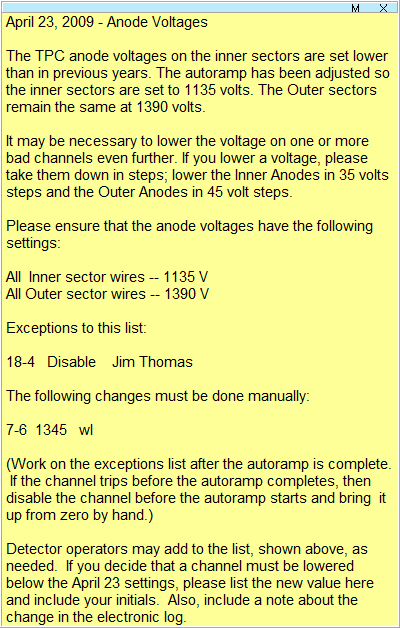 M X
April 23, 2009 - Anode Voltages
The TPC anode voltages on the inner sectors are set lower
than in previous years. The autoramp has been adjusted so
the inner sectors are set to 1135 volts. The Outer sectors
remain the same at 1390 volts.
It may be necessary to lower the voltage on one or more
bad channels even further. If you lower a voltage, please
take them down in steps; lower the Inner Anodes in 35 volts
steps and the Outer Anodes in 45 volt steps.
Please ensure that the anode voltages have the following
settings:
All  Inner sector wires -- 1135 V
All Outer sector wires -- 1390 V
Exceptions to this list:
18-4   Disable    Jim Thomas
The following changes must be done manually:
7-6  1345   wl
(Work on the exceptions list after the autoramp is complete.
If the channel trips before the autoramp completes, then
disable the channel before the autoramp starts and bring  it
up from zero by hand.)
Detector operators may add to the list, shown above, as
needed.  If you decide that a channel must be lowered
below the April 23 settings, please list the new value here
and include your initials.  Also, include a note about the
change in the electronic log.